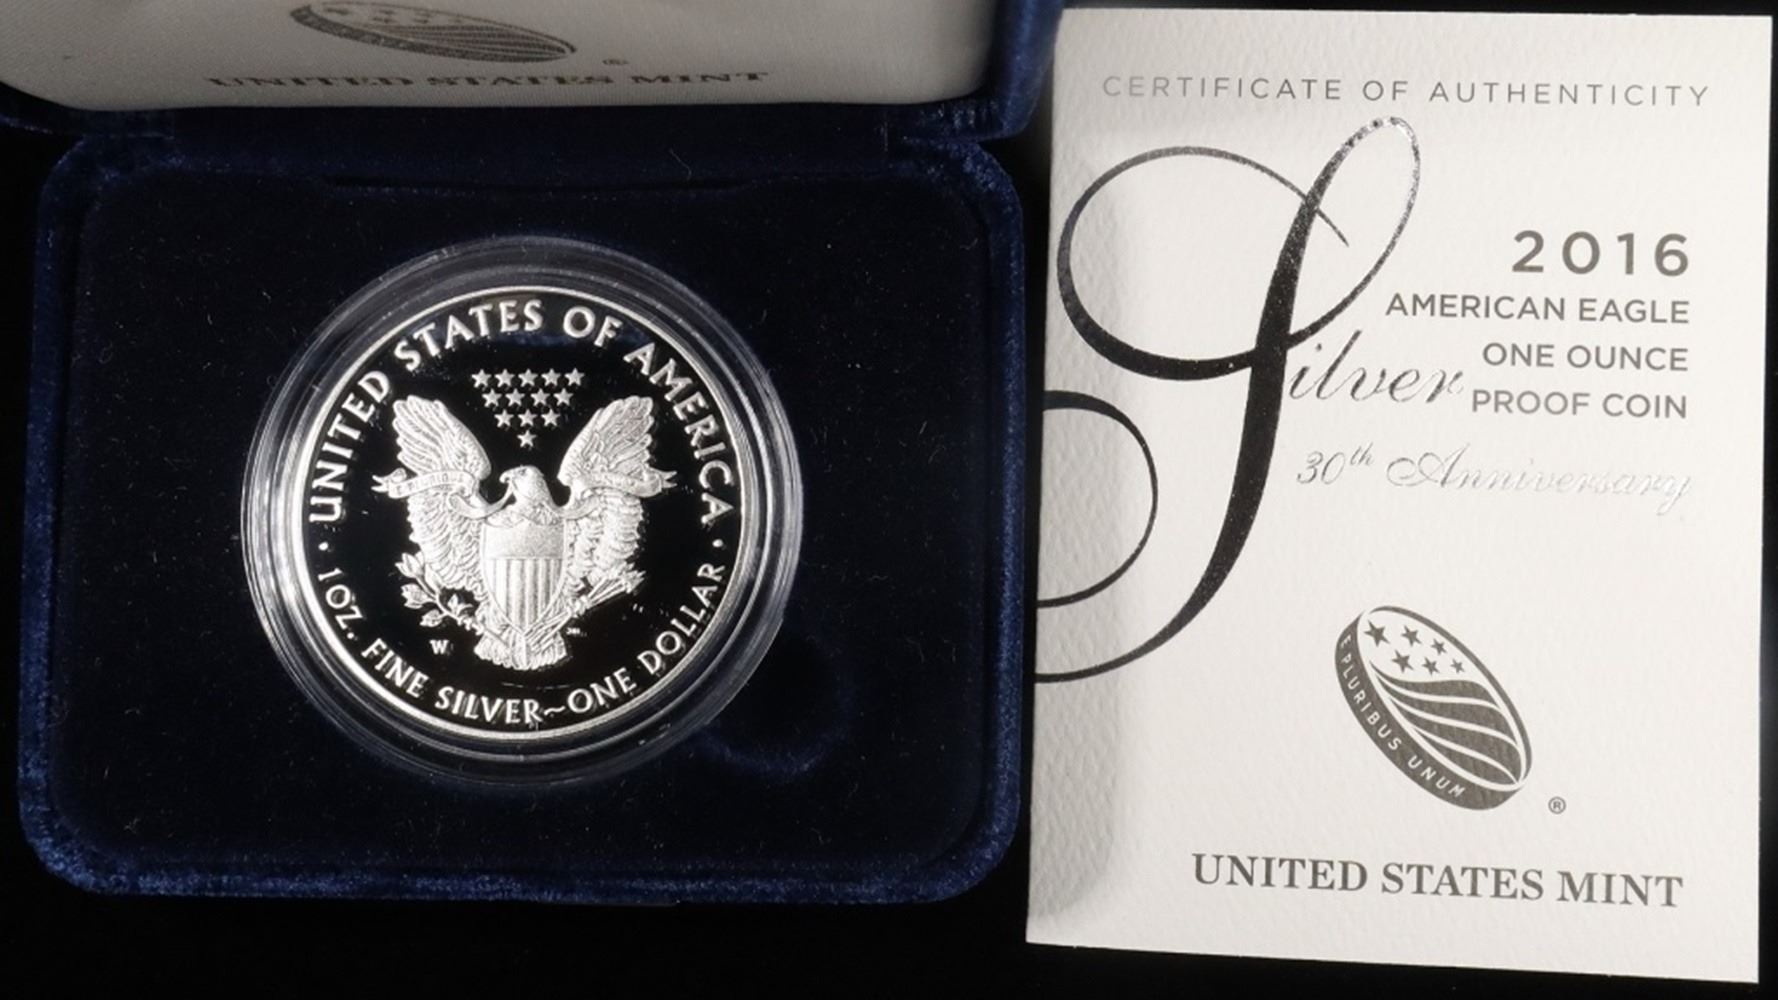 UNITED STATES MINT
UNITED STATES OF AMERICA
E PLURIBUS
W
1 OZ. FINE SILVER~ONE DOLLAR
CERTIFICATE OF AUTHENTICITY
2016
AMERICAN EAGLE
Silver
ONE OUNCE
PROOF COIN
30th Anniversary
E PLURIBUS UNUM
®
UNITED STATES MINT